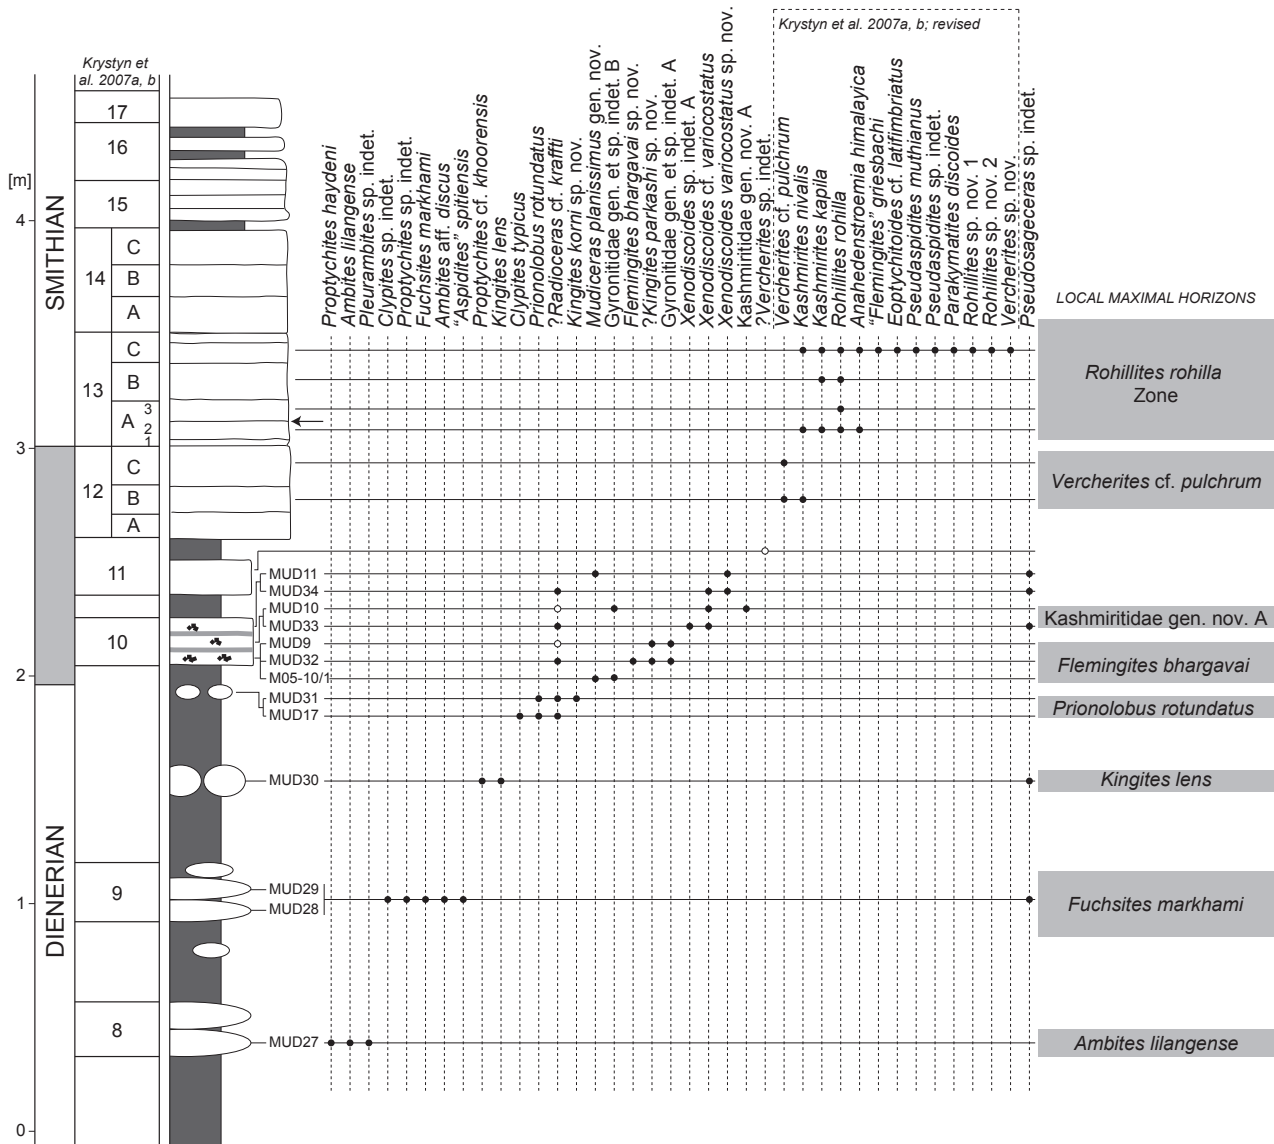 Krystyn et
al. 2007a, b
Krystyn et al. 2007a, b; revised
[m]
4
3
2
1
0
SMITHIAN
DIENERIAN
17
16
15
14
C
B
A
13
C
B
A
3
2
1
12
C
B
A
11
10
9
8
Proptychites haydeni
Ambites lilangense
Pleurambites sp. indet.
Clypites sp. indet.
Proptychites sp. indet.
Fuchsites markhami
Ambites aff. discus
"Aspidites" spitiensis
Proptychites cf. khoorensis
Kingites lens
Clypites typicus
Prionolobus rotundatus
?Radioceras cf. kraffti
Kingites korni sp. nov.
Mudiceras planissimus gen. nov.
Gyronitidae gen. et sp. indet. B
Flemingites bhargavai sp. nov.
?Kingites parkashi sp. nov.
Gyronitidae gen. et sp. indet. A
Xenodiscoides sp. indet. A
Xenodiscoides cf. variocostatus
Xenodiscoides variocostatus sp. nov.
Kashmiritidae gen. nov. A
?Vercherites sp. indet.
Vercherites cf. pulchrum
Kashmirites nivalis
Kashmirites kapila
Rohillites rohilla
Anahedenstroemia himalayica
"Flemingites" griesbachi
Eoptychitoides cf. latifimbriatus
Pseudaspidites muthianus
Pseudaspidites sp. indet.
Parakymatites discoides
Rohillites sp. nov. 1
Rohillites sp. nov. 2
Vercherites sp. nov.
Pseudosageceras sp. indet.
MUD11
MUD34
MUD10
MUD33
MUD9
MUD32
M05-10/1
MUD31
MUD17
MUD30
MUD29
MUD28
MUD27
LOCAL MAXIMAL HORIZONS
Rohillites rohilla
Zone
Vercherites cf. pulchrum
Kashmiritidae gen. nov. A
Flemingites bhargavai
Prionolobus rotundatus
Kingites lens
Fuchsites markhami
Ambites lilangense